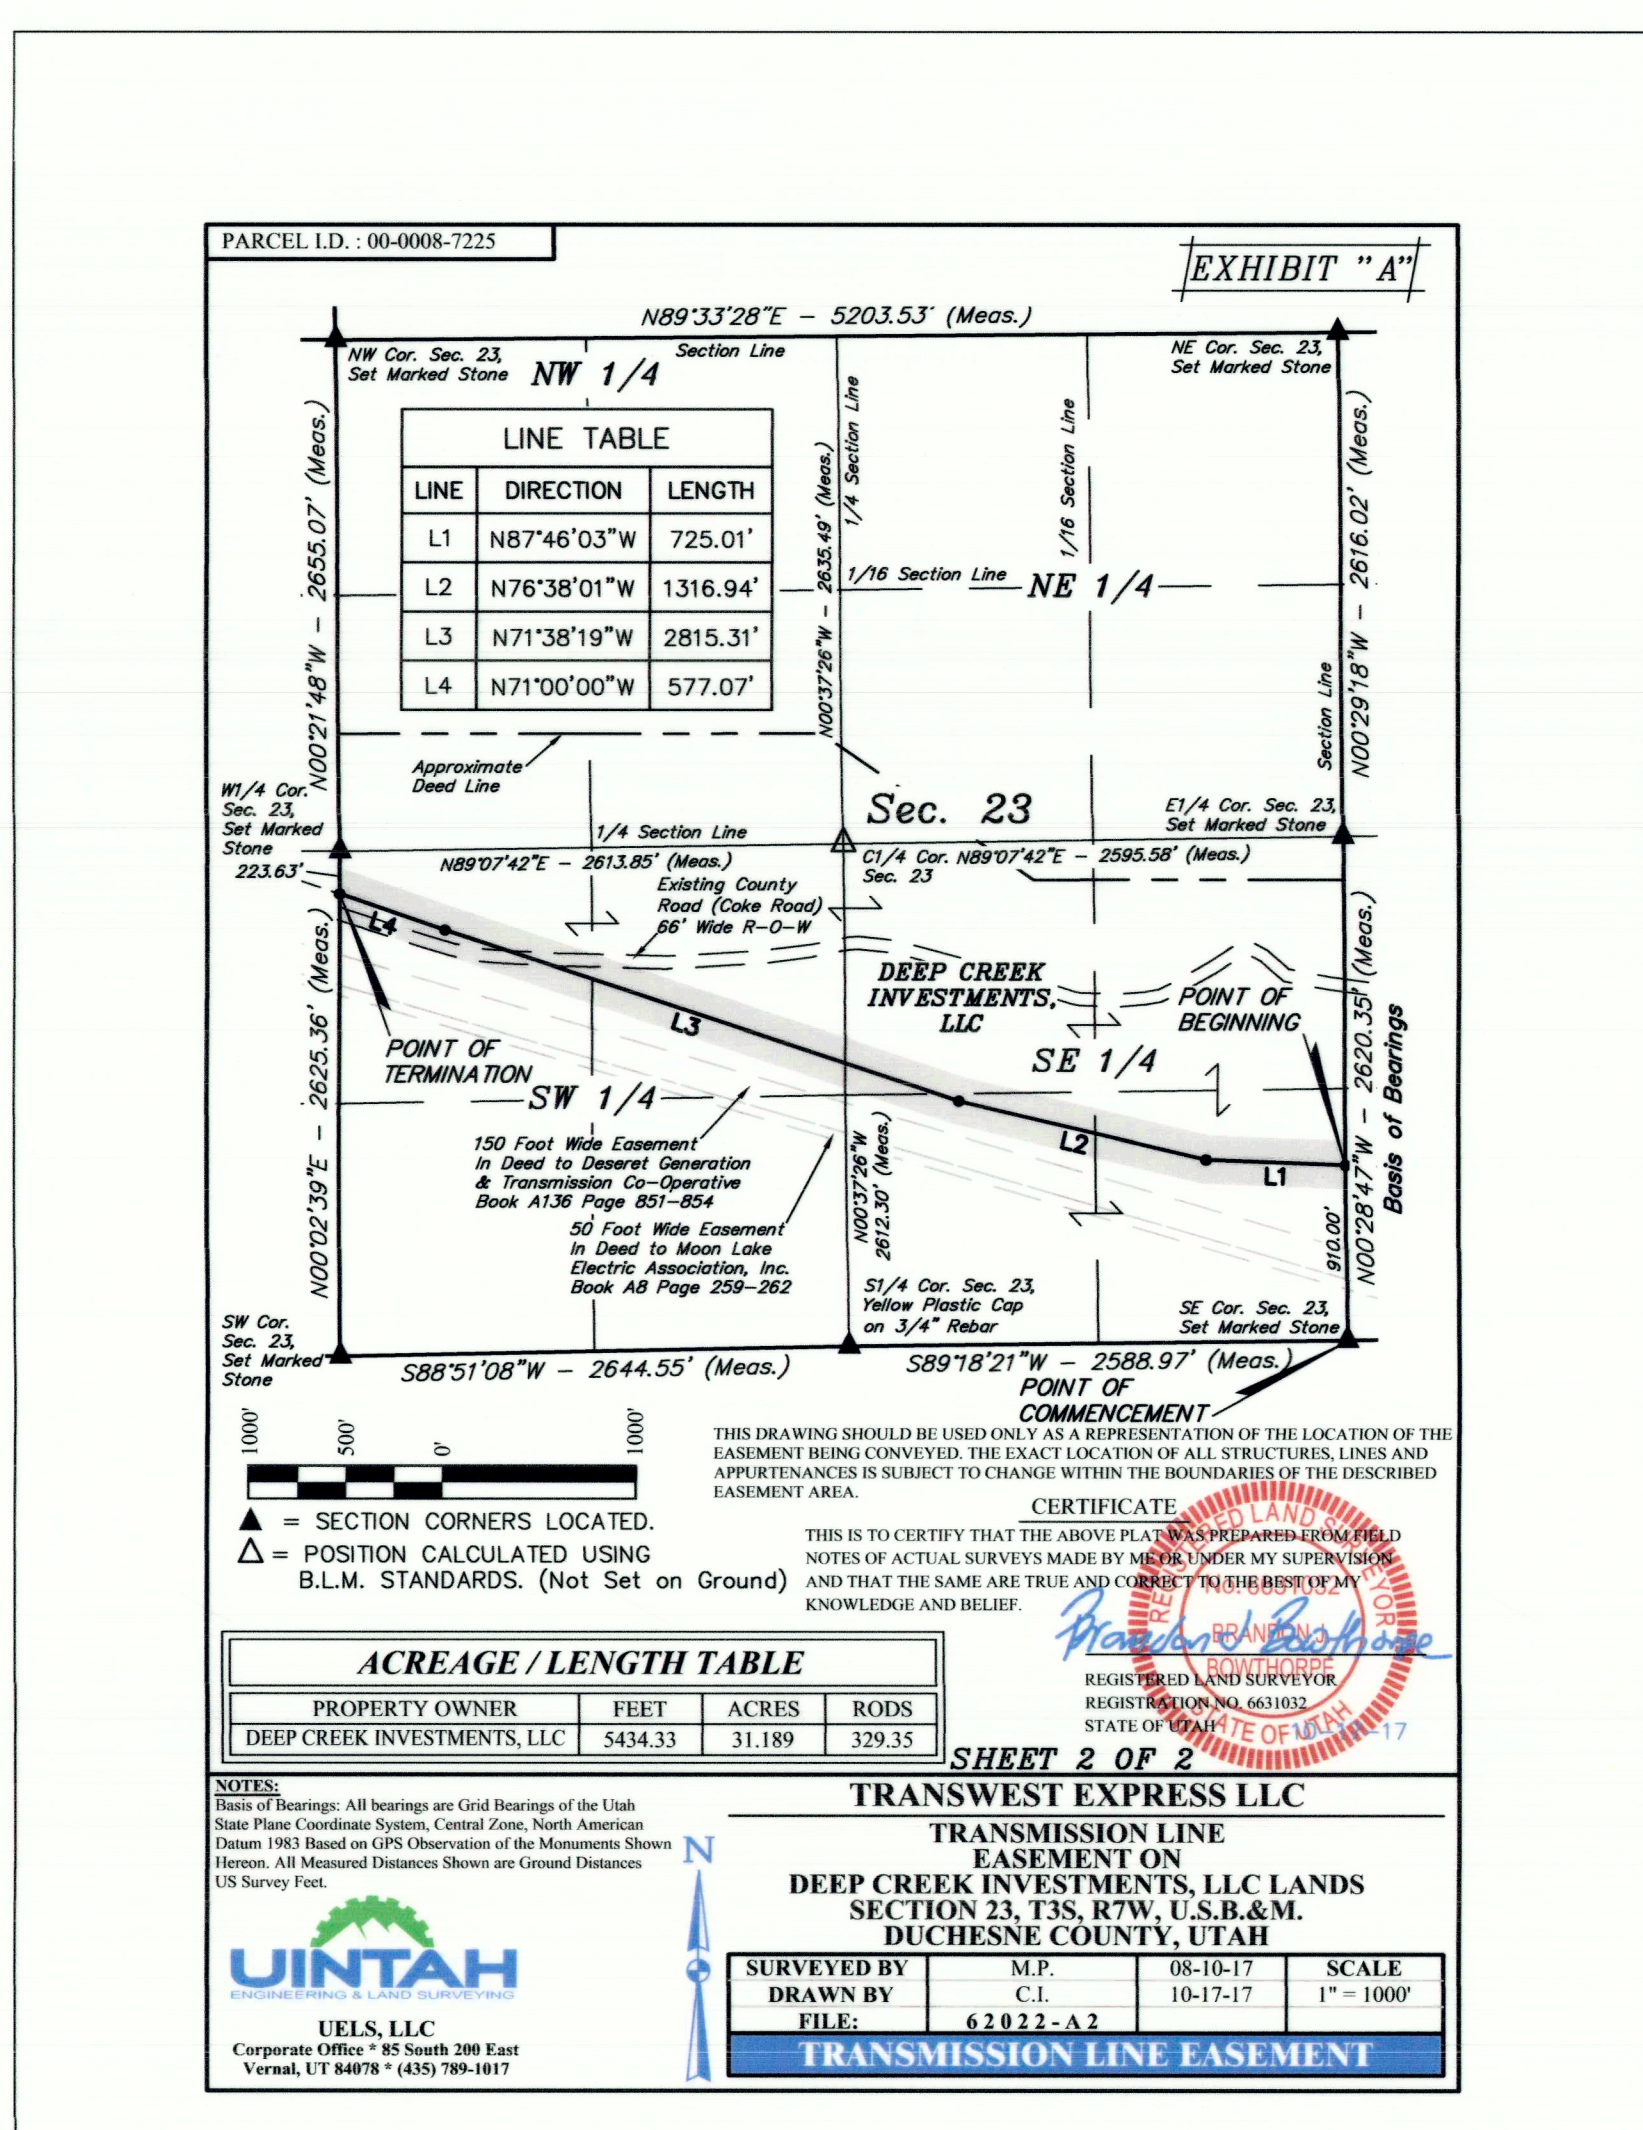 PARCEL I.D. : 00-0008-7225
EXHIBIT "A"
N89°33'28"E - 5203.53' (Meas.)
Section Line
NW Cor. Sec. 23,
Set Marked Stone
NW 1/4
NE Cor. Sec. 23,
Set Marked Stone
LINE TABLE
LINE DIRECTION LENGTH
L1 N87°46'03"W 725.01'
L2 N76°38'01"W 1316.94'
L3 N71°38'19"W 2815.31'
L4 N71°00'00"W 577.07'
N00°21'48"W - 2655.07' (Meas.)
N00°37'26"W - 2635.49' (Meas.)
1/4 Section Line
1/16 Section Line
1/16 Section Line
NE 1/4
Section Line
N00°29'18"W - 2616.02' (Meas.)
Approximate
Deed Line
W1/4 Cor.
Sec. 23,
Set Marked
Stone
223.63'
1/4 Section Line
N89°07'42"E - 2613.85' (Meas.)
Sec. 23
E1/4 Cor. Sec. 23,
Set Marked Stone
C1/4 Cor.
Sec. 23
N89°07'42"E - 2595.58' (Meas.)
Existing County
Road (Coke Road)
66' Wide R-O-W
L4
DEEP CREEK
INVESTMENTS,
LLC
POINT OF
BEGINNING
L3
POINT OF
TERMINATION
SE 1/4
SW 1/4
L2
L1
N00°02'39"E - 2625.36' (Meas.)
150 Foot Wide Easement
In Deed to Deseret Generation
& Transmission Co-Operative
Book A136 Page 851-854
50 Foot Wide Easement
In Deed to Moon Lake
Electric Association, Inc.
Book A8 Page 259-262
N00°37'26"W
2612.30' (Meas.)
910.00'
N00°28'47"W - 2620.35' (Meas.)
Basis of Bearings
S1/4 Cor. Sec. 23,
Yellow Plastic Cap
on 3/4" Rebar
SE Cor. Sec. 23,
Set Marked Stone
SW Cor.
Sec. 23,
Set Marked
Stone
S88°51'08"W - 2644.55' (Meas.)
S89°18'21"W - 2588.97' (Meas.)
POINT OF
COMMENCEMENT
1000' 500' 0' 1000'
▲ = SECTION CORNERS LOCATED.
△ = POSITION CALCULATED USING
B.L.M. STANDARDS. (Not Set on Ground)
THIS DRAWING SHOULD BE USED ONLY AS A REPRESENTATION OF THE LOCATION OF THE
EASEMENT BEING CONVEYED. THE EXACT LOCATION OF ALL STRUCTURES, LINES AND
APPURTENANCES IS SUBJECT TO CHANGE WITHIN THE BOUNDARIES OF THE DESCRIBED
EASEMENT AREA.
CERTIFICATE
THIS IS TO CERTIFY THAT THE ABOVE PLAT WAS PREPARED FROM FIELD
NOTES OF ACTUAL SURVEYS MADE BY ME OR UNDER MY SUPERVISION
AND THAT THE SAME ARE TRUE AND CORRECT TO THE BEST OF MY
KNOWLEDGE AND BELIEF.
REGISTERED LAND SURVEYOR
No. 6631032
BRANDON J.
BOWTHORPE
STATE OF UTAH
Brandon J Bowthorpe
REGISTERED LAND SURVEYOR
REGISTRATION NO. 6631032
STATE OF UTAH
ACREAGE / LENGTH TABLE
PROPERTY OWNER FEET ACRES RODS
DEEP CREEK INVESTMENTS, LLC 5434.33 31.189 329.35
SHEET 2 OF 2
NOTES:
Basis of Bearings: All bearings are Grid Bearings of the Utah
State Plane Coordinate System, Central Zone, North American
Datum 1983 Based on GPS Observation of the Monuments Shown
Hereon. All Measured Distances Shown are Ground Distances
US Survey Feet.
UINTAH
ENGINEERING & LAND SURVEYING
UELS, LLC
Corporate Office * 85 South 200 East
Vernal, UT 84078 * (435) 789-1017
N
TRANSWEST EXPRESS LLC
TRANSMISSION LINE
EASEMENT ON
DEEP CREEK INVESTMENTS, LLC LANDS
SECTION 23, T3S, R7W, U.S.B.&M.
DUCHESNE COUNTY, UTAH
SURVEYED BY M.P. 08-10-17 SCALE
DRAWN BY C.I. 10-17-17 1" = 1000'
FILE: 62022-A2
TRANSMISSION LINE EASEMENT